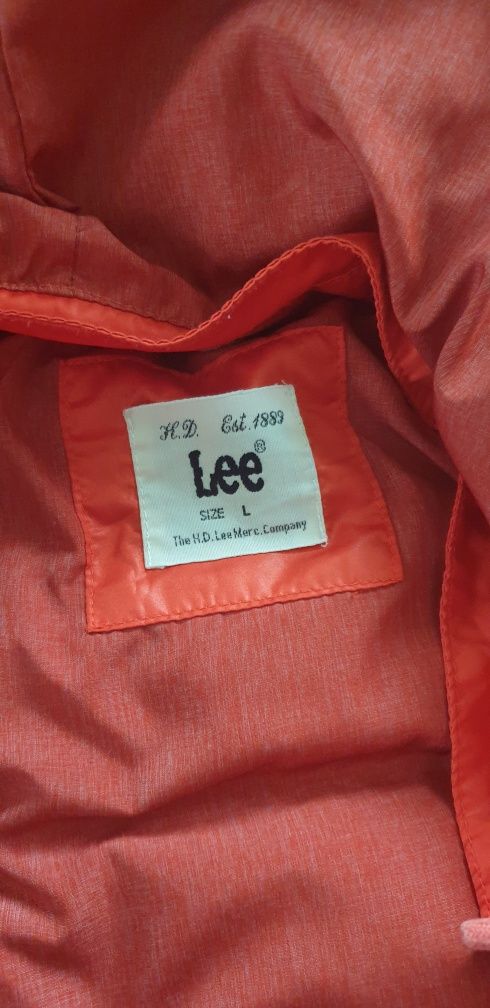 H.D. Est. 1889
Lee®
SIZE L
The H.D. Lee Merc. Company